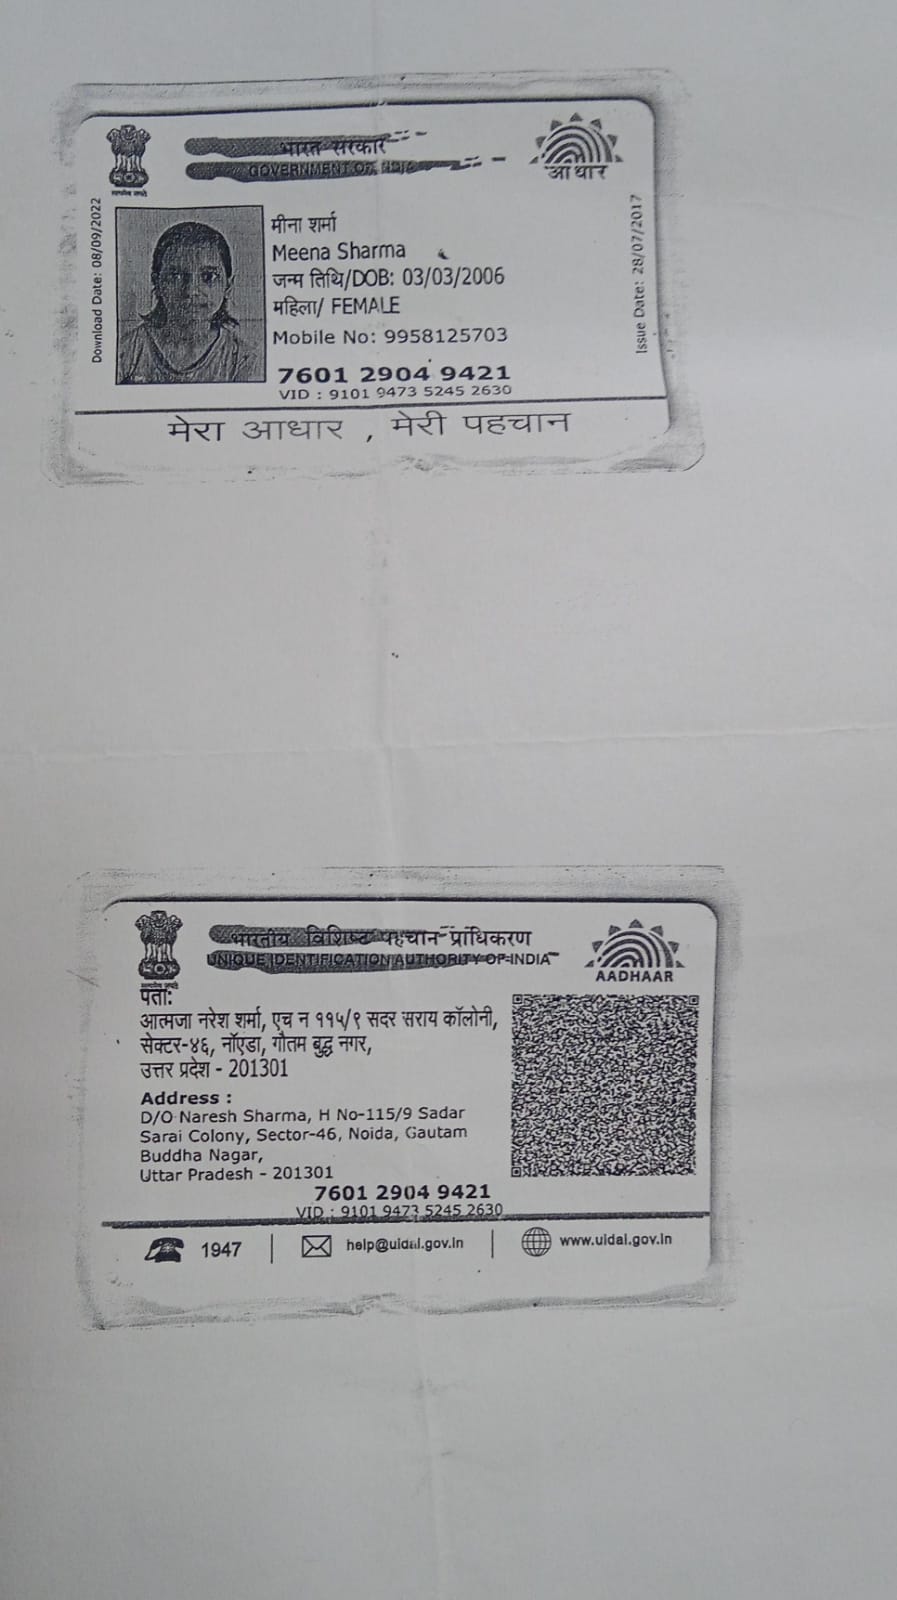 भारत सरकार
GOVERNMENT OF INDIA
आधार
Download Date: 08/09/2022
Issue Date: 28/07/2017
मीना शर्मा
Meena Sharma
जन्म तिथि/DOB: 03/03/2006
महिला/ FEMALE
Mobile No: 9958125703
7601 2904 9421
VID : 9101 9473 5245 2630
मेरा आधार , मेरी पहचान
भारतीय विशिष्ट पहचान प्राधिकरण
UNIQUE IDENTIFICATION AUTHORITY OF INDIA
AADHAAR
पता:
आत्मजा नरेश शर्मा, एच न ११५/९ सदर सराय कॉलोनी,
सेक्टर-४६, नॉएडा, गौतम बुद्ध नगर,
उत्तर प्रदेश - 201301
Address :
D/O Naresh Sharma, H No-115/9 Sadar
Sarai Colony, Sector-46, Noida, Gautam
Buddha Nagar,
Uttar Pradesh - 201301
7601 2904 9421
VID : 9101 9473 5245 2630
1947 | help@uidal.gov.in | www.uidal.gov.in